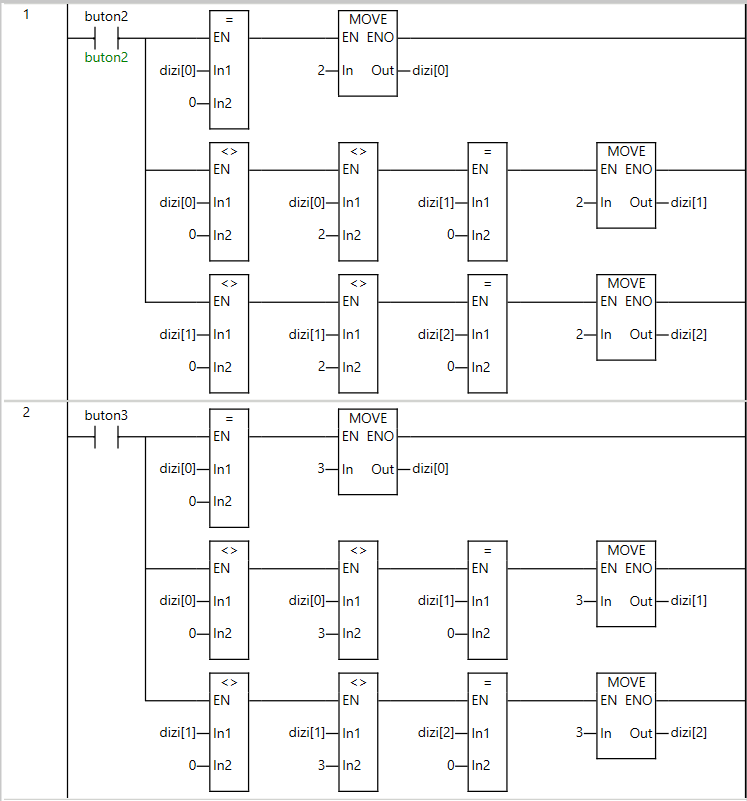 1
buton2
buton2
= MOVE
EN EN ENO
dizi[0] In1 2 In Out dizi[0]
0 In2
<> <> = MOVE
EN EN EN EN ENO
dizi[0] In1 dizi[0] In1 dizi[1] In1 2 In Out dizi[1]
0 In2 2 In2 0 In2
<> <> = MOVE
EN EN EN EN ENO
dizi[1] In1 dizi[1] In1 dizi[2] In1 2 In Out dizi[2]
0 In2 2 In2 0 In2
2
buton3
= MOVE
EN EN ENO
dizi[0] In1 3 In Out dizi[0]
0 In2
<> <> = MOVE
EN EN EN EN ENO
dizi[0] In1 dizi[0] In1 dizi[1] In1 3 In Out dizi[1]
0 In2 3 In2 0 In2
<> <> = MOVE
EN EN EN EN ENO
dizi[1] In1 dizi[1] In1 dizi[2] In1 3 In Out dizi[2]
0 In2 3 In2 0 In2